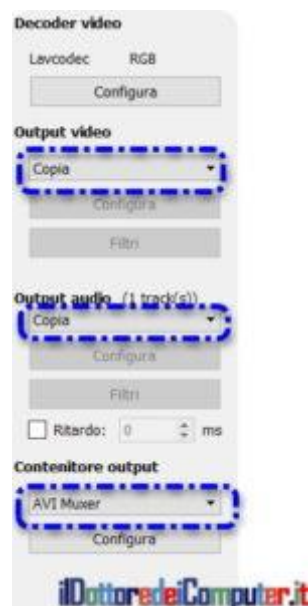 Decoder video
Lavcodec RGB
Configura
Output video
Copia
Configura
Filtri
Output audio (1 track(s))
Copia
Configura
Filtri
Ritardo: 0 ms
Contenitore output
AVI Muxer
Configura
ilDottoredeiComputer.it